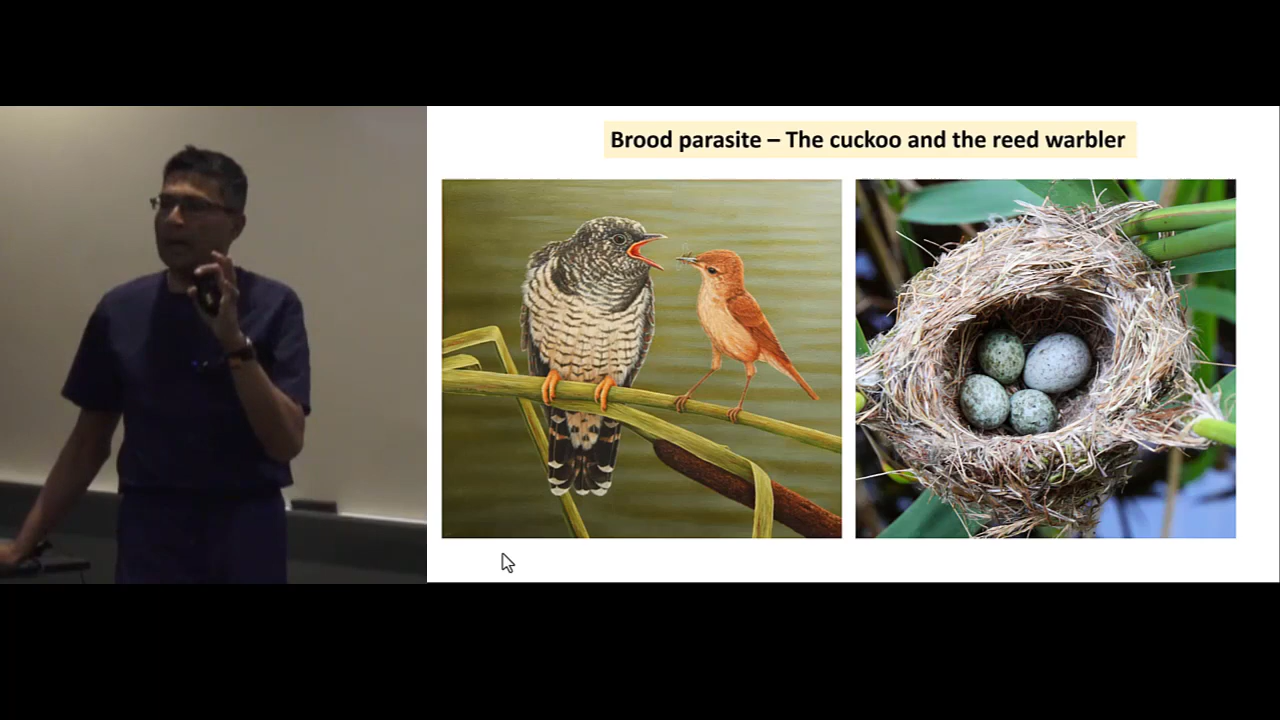 Brood parasite – The cuckoo and the reed warbler